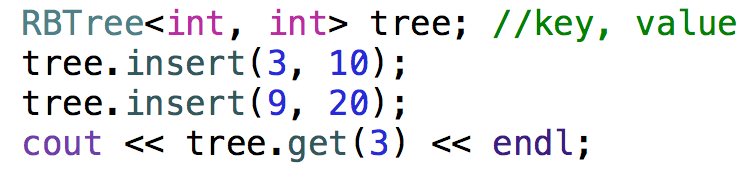 RBTree<int, int> tree; //key, value
tree.insert(3, 10);
tree.insert(9, 20);
cout << tree.get(3) << endl;